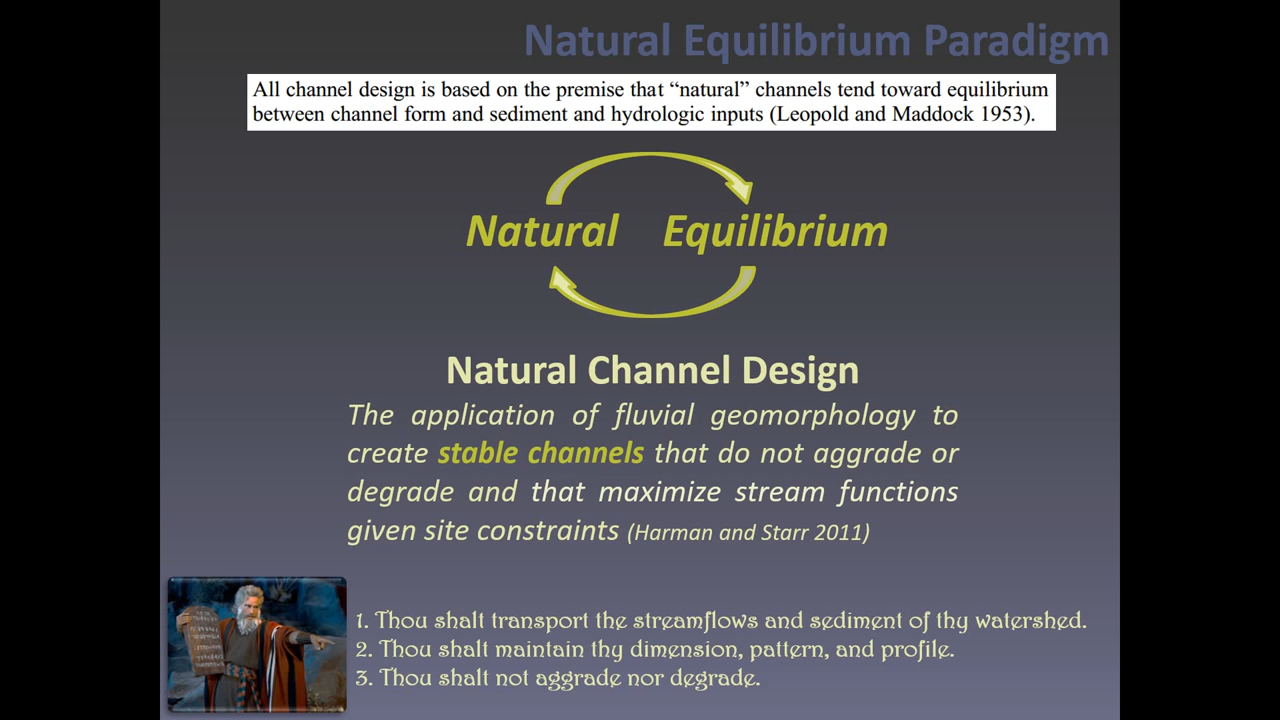 Natural Equilibrium Paradigm
All channel design is based on the premise that “natural” channels tend toward equilibrium
between channel form and sediment and hydrologic inputs (Leopold and Maddock 1953).
Natural Equilibrium
Natural Channel Design
The application of fluvial geomorphology to
create stable channels that do not aggrade or
degrade and that maximize stream functions
given site constraints (Harman and Starr 2011)
1. Thou shalt transport the streamflows and sediment of thy watershed.
2. Thou shalt maintain thy dimension, pattern, and profile.
3. Thou shalt not aggrade nor degrade.